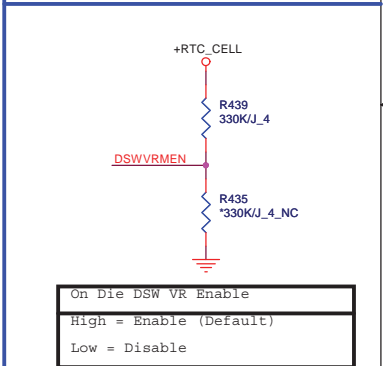 +RTC_CELL
R439
330K/J_4
DSWVRMEN
R435
*330K/J_4_NC
On Die DSW VR Enable
High = Enable (Default)
Low = Disable